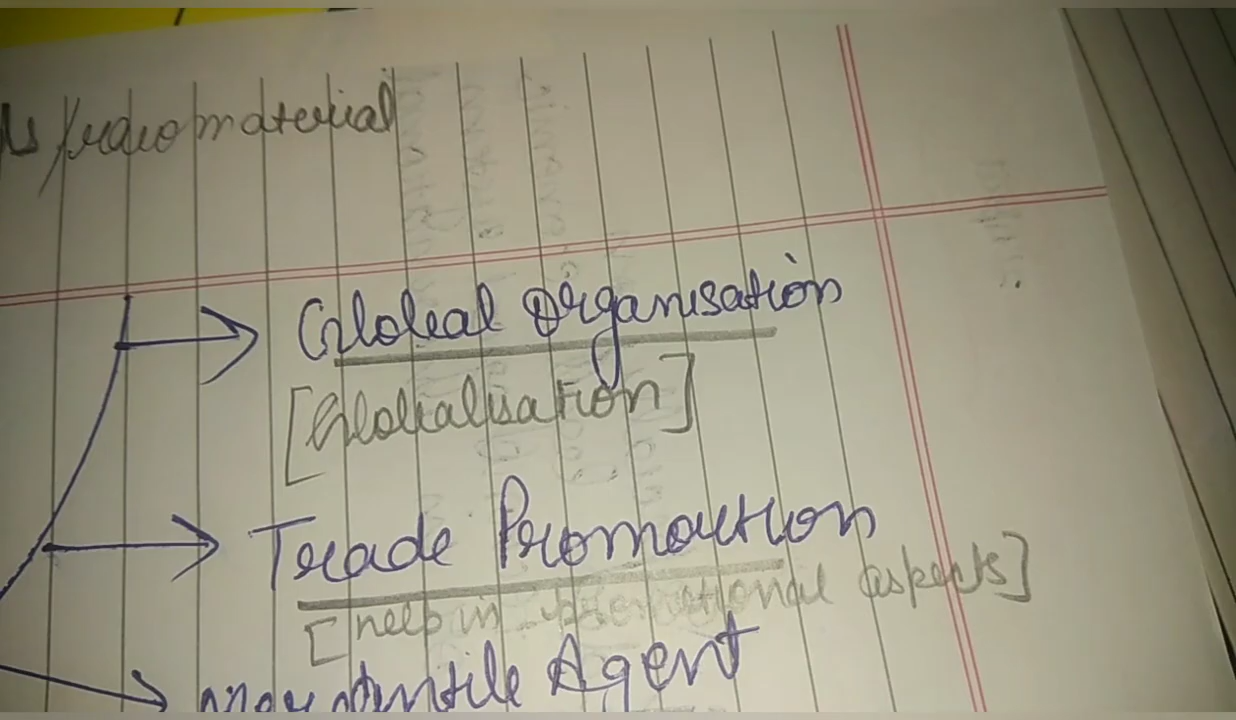 material
Global Organisation
[Globalisation]
Trade Promotion
[help in promotional aspects]
Agent